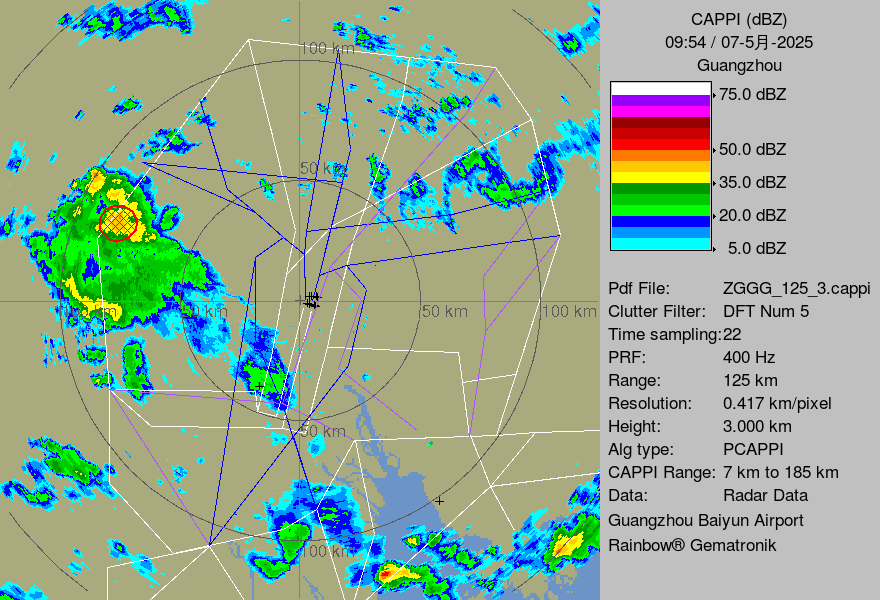 CAPPI (dBZ)
09:54 / 07-5月-2025
Guangzhou
75.0 dBZ
50.0 dBZ
35.0 dBZ
20.0 dBZ
5.0 dBZ
Pdf File: ZGGG_125_3.cappi
Clutter Filter: DFT Num 5
Time sampling:22
PRF: 400 Hz
Range: 125 km
Resolution: 0.417 km/pixel
Height: 3.000 km
Alg type: PCAPPI
CAPPI Range: 7 km to 185 km
Data: Radar Data
Guangzhou Baiyun Airport
Rainbow® Gematronik
100 km
50 km
50 km
100 km
50 km
100 km